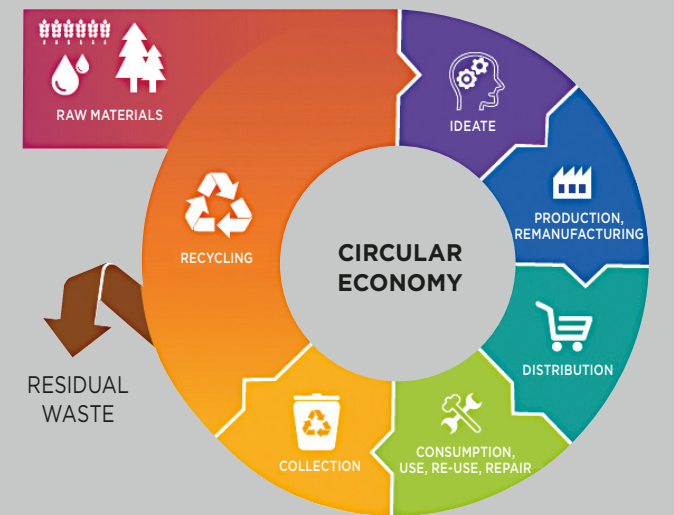 RAW MATERIALS
IDEATE
PRODUCTION,
REMANUFACTURING
RECYCLING
CIRCULAR
ECONOMY
DISTRIBUTION
RESIDUAL
WASTE
CONSUMPTION,
USE, RE-USE, REPAIR
COLLECTION